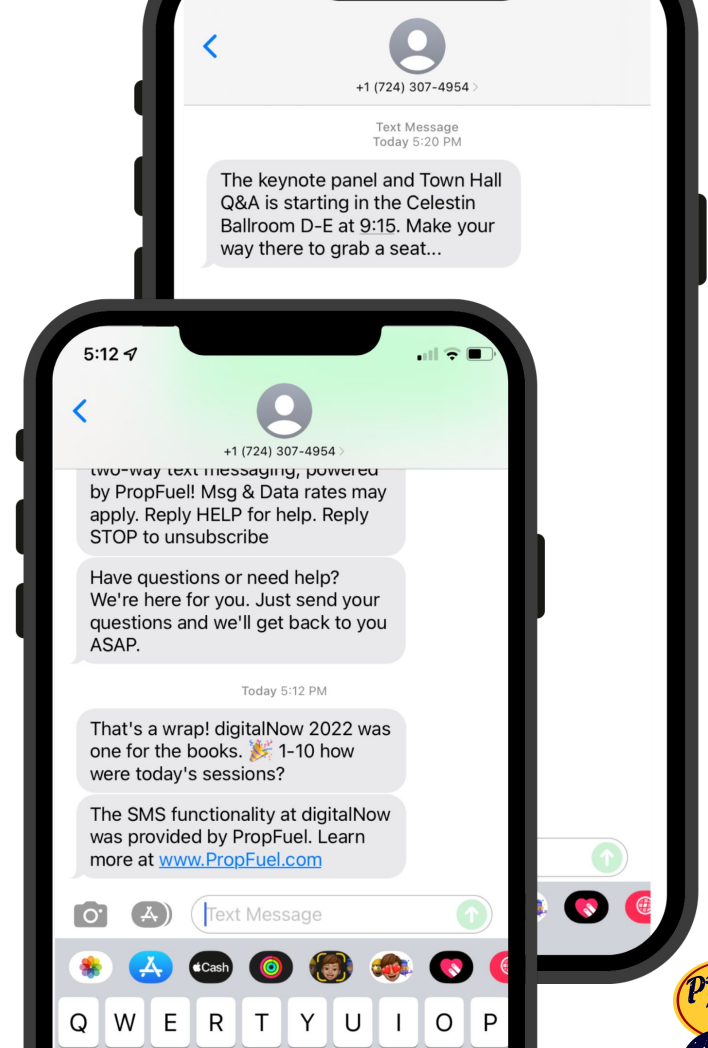 +1 (724) 307-4954
Text Message
Today 5:20 PM
The keynote panel and Town Hall
Q&A is starting in the Celestin
Ballroom D-E at 9:15. Make your
way there to grab a seat...
5:12
+1 (724) 307-4954
two-way text messaging, powered
by PropFuel! Msg & Data rates may
apply. Reply HELP for help. Reply
STOP to unsubscribe
Have questions or need help?
We're here for you. Just send your
questions and we'll get back to you
ASAP.
Today 5:12 PM
That's a wrap! digitalNow 2022 was
one for the books. 🎉 1-10 how
were today's sessions?
The SMS functionality at digitalNow
was provided by PropFuel. Learn
more at www.PropFuel.com
Text Message
Cash
Q W E R T Y U I O P